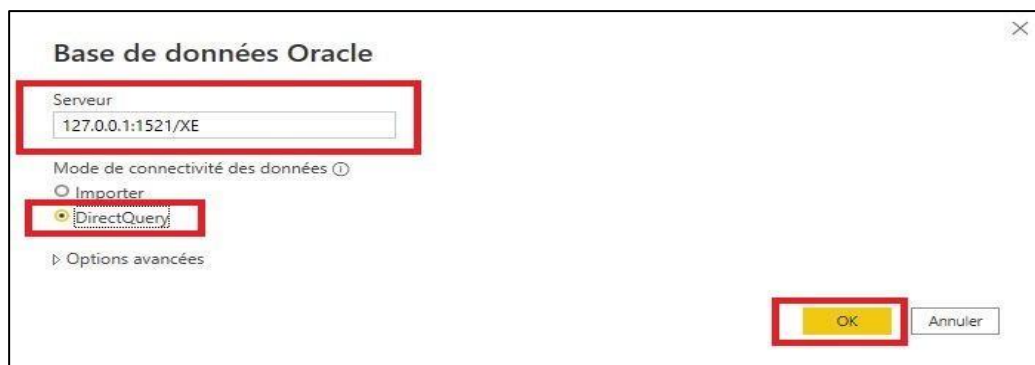 Base de données Oracle
Serveur
127.0.0.1:1521/XE
Mode de connectivité des données
Importer
DirectQuery
Options avancées
OK Annuler